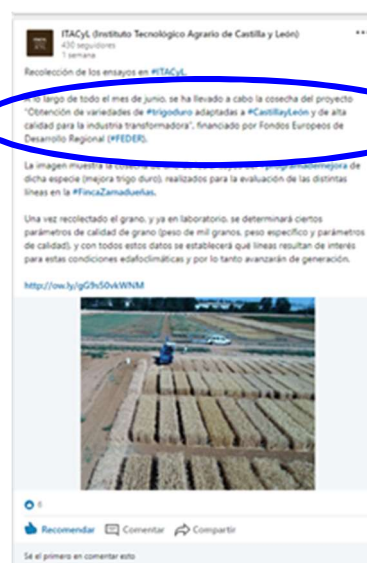 ITACyL (Instituto Tecnológico Agrario de Castilla y León)
430 seguidores
1 semana
Recolección de los ensayos en #ITACyL.
A lo largo de todo el mes de junio, se ha llevado a cabo la cosecha del proyecto
"Obtención de variedades de #trigoduro adaptadas a #CastillayLeón y de alta
calidad para la industria transformadora", financiado por Fondos Europeos de
Desarrollo Regional (#FEDER).
La imagen muestra la cosecha de uno de #programademejora de
dicha especie (mejora trigo duro), realizados para la evaluación de las distintas
líneas en la #FincaZamadueñas.
Una vez recolectado el grano, y ya en laboratorio, se determinará ciertos
parámetros de calidad de grano (peso de mil granos, peso específico y parámetros
de calidad), y con todos estos datos se establecerá qué líneas resultan de interés
para estas condiciones edafoclimáticas y por lo tanto avanzarán de generación.
http://ow.ly/gG9s50vkWNM
6
Recomendar Comentar Compartir
Sé el primero en comentar esto